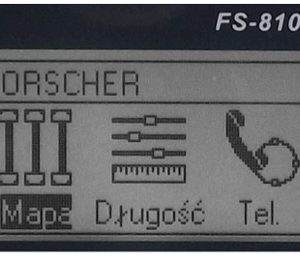 FS-810
ORSCHER
Mapa Długość Tel.